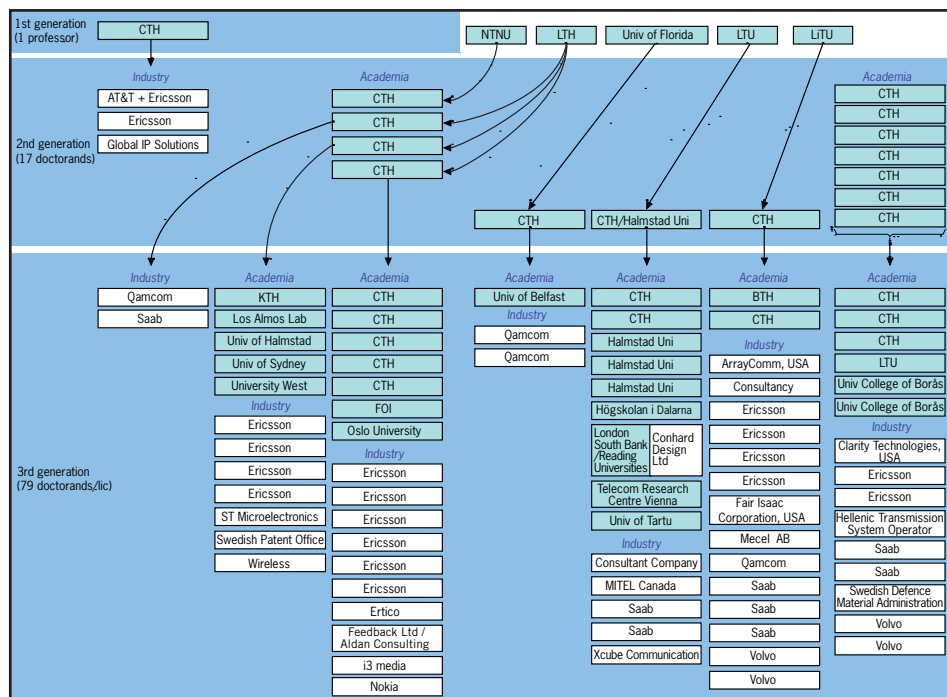 1st generation
(1 professor)
CTH
NTNU
LTH
Univ of Florida
LTU
LiTU
2nd generation
(17 doctorands)
Industry
AT&T + Ericsson
Ericsson
Global IP Solutions
Academia
CTH
CTH
CTH
CTH
CTH
CTH/Halmstad Uni
CTH
Academia
CTH
CTH
CTH
CTH
CTH
CTH
CTH
3rd generation
(79 doctorands/lic)
Industry
Qamcom
Saab
Academia
KTH
Los Almos Lab
Univ of Halmstad
Univ of Sydney
University West
Industry
Ericsson
Ericsson
Ericsson
Ericsson
ST Microelectronics
Swedish Patent Office
Wireless
Academia
CTH
CTH
CTH
CTH
CTH
FOI
Oslo University
Industry
Ericsson
Ericsson
Ericsson
Ericsson
Ericsson
Ericsson
Ertico
Feedback Ltd /
Aldan Consulting
i3 media
Nokia
Academia
Univ of Belfast
Industry
Qamcom
Qamcom
Academia
CTH
CTH
Halmstad Uni
Halmstad Uni
Halmstad Uni
Högskolan i Dalarna
London
South Bank
/Reading
Universities
Conhard
Design
Ltd
Telecom Research
Centre Vienna
Univ of Tartu
Industry
Consultant Company
MITEL Canada
Saab
Saab
Xcube Communication
Academia
BTH
CTH
Industry
ArrayComm, USA
Consultancy
Ericsson
Ericsson
Ericsson
Ericsson
Fair Isaac
Corporation, USA
Mecel AB
Qamcom
Saab
Saab
Saab
Volvo
Volvo
Academia
CTH
CTH
CTH
LTU
Univ College of Borås
Univ College of Borås
Industry
Clarity Technologies,
USA
Ericsson
Ericsson
Hellenic Transmission
System Operator
Saab
Saab
Swedish Defence
Material Administration
Volvo
Volvo